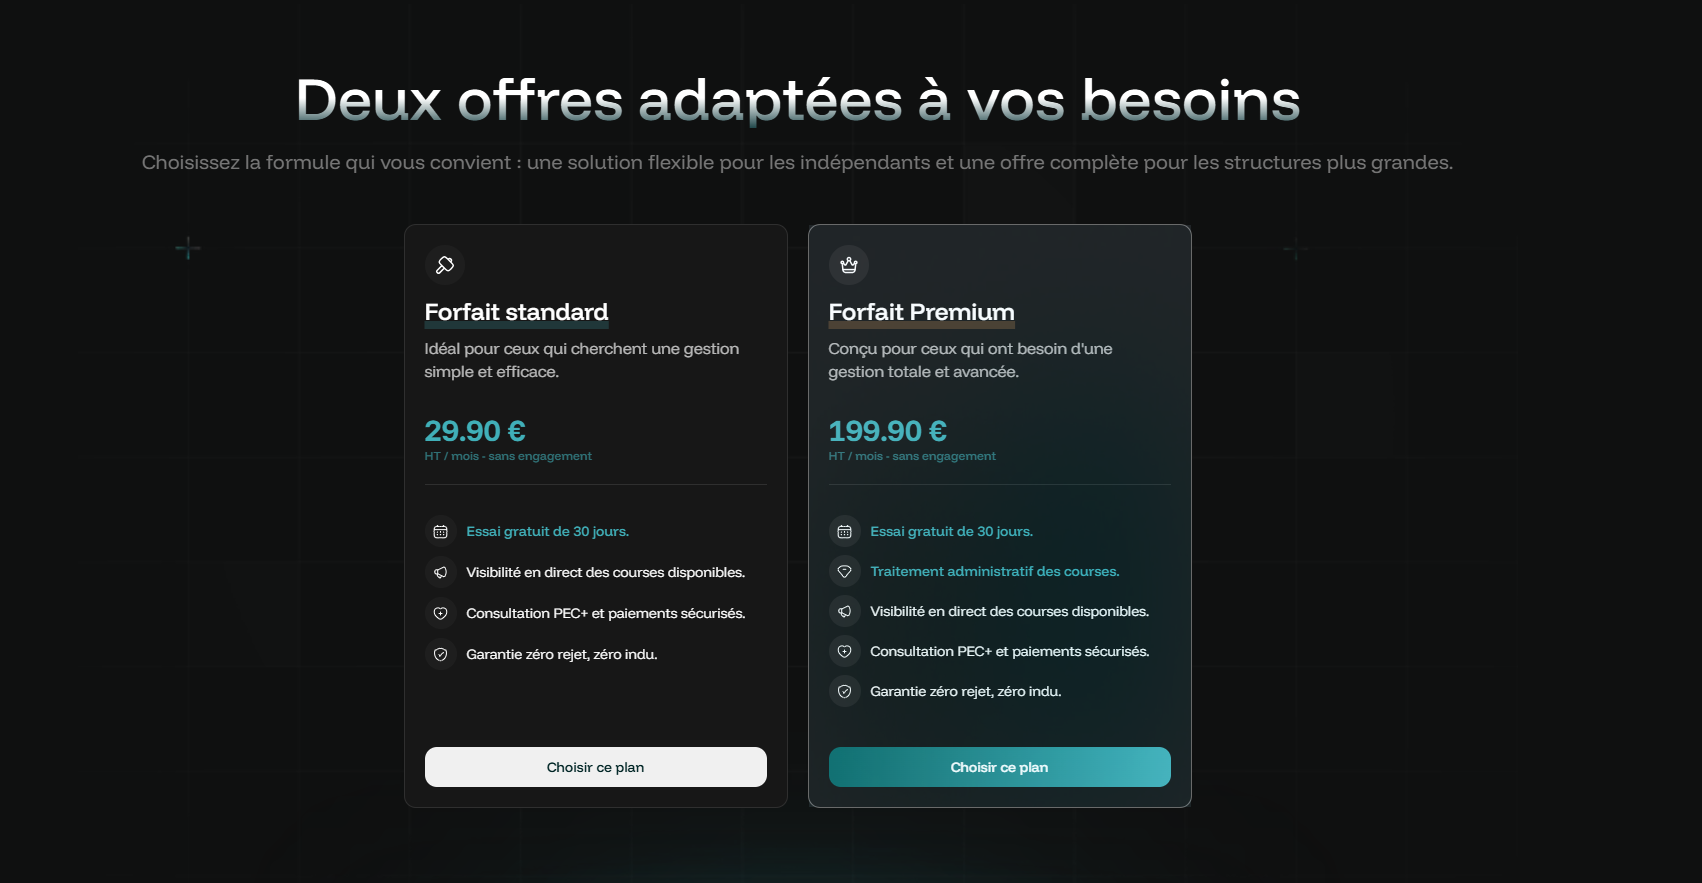 Deux offres adaptées à vos besoins
Choisissez la formule qui vous convient : une solution flexible pour les indépendants et une offre complète pour les structures plus grandes.
Forfait standard
Idéal pour ceux qui cherchent une gestion
simple et efficace.
29.90 €
HT / mois - sans engagement
Essai gratuit de 30 jours.
Visibilité en direct des courses disponibles.
Consultation PEC+ et paiements sécurisés.
Garantie zéro rejet, zéro indu.
Choisir ce plan
Forfait Premium
Conçu pour ceux qui ont besoin d'une
gestion totale et avancée.
199.90 €
HT / mois - sans engagement
Essai gratuit de 30 jours.
Traitement administratif des courses.
Visibilité en direct des courses disponibles.
Consultation PEC+ et paiements sécurisés.
Garantie zéro rejet, zéro indu.
Choisir ce plan